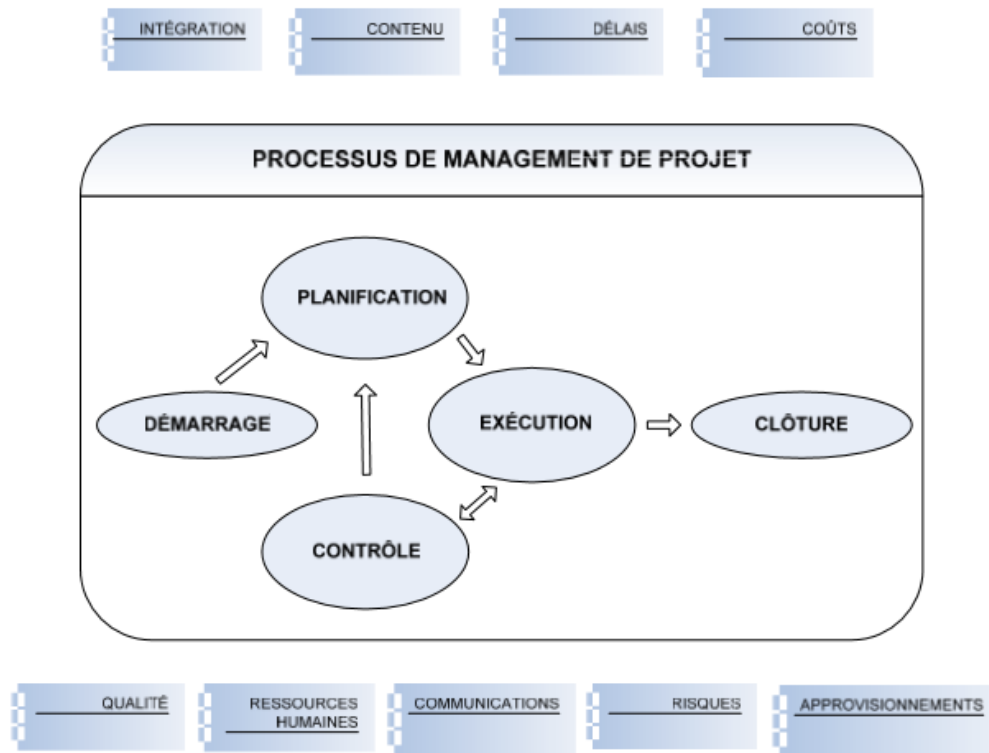 INTÉGRATION
CONTENU
DÉLAIS
COÛTS
PROCESSUS DE MANAGEMENT DE PROJET
PLANIFICATION
DÉMARRAGE
EXÉCUTION
CLÔTURE
CONTRÔLE
QUALITÉ
RESSOURCES
HUMAINES
COMMUNICATIONS
RISQUES
APPROVISIONNEMENTS